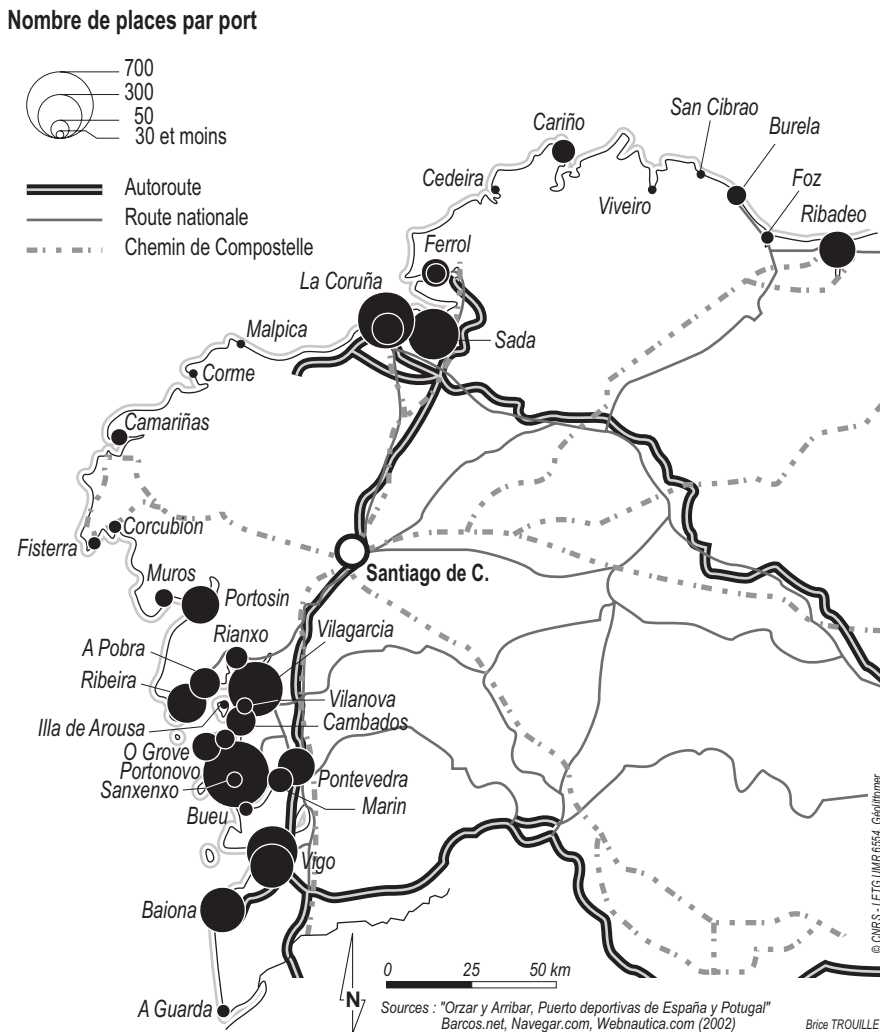 Nombre de places par port
700
300
50
30 et moins
Autoroute
Route nationale
Chemin de Compostelle
San Cibrao
Cariño
Burela
Cedeira
Foz
Viveiro
Ribadeo
Ferrol
La Coruña
Malpica
Sada
Corme
Camariñas
Corcubion
Fisterra
Santiago de C.
Muros
Portosin
Rianxo
Vilagarcia
A Pobra
Ribeira
Vilanova
Illa de Arousa
Cambados
O Grove
Portonovo
Pontevedra
Sanxenxo
Marin
Bueu
Vigo
Baiona
A Guarda
N
0 25 50 km
Sources : "Orzar y Arribar, Puerto deportivas de España y Potugal"
Barcos.net, Navegar.com, Webnautica.com (2002)
Brice TROUILLET
© CNRS - LETG UMR 6554, Géolittomer